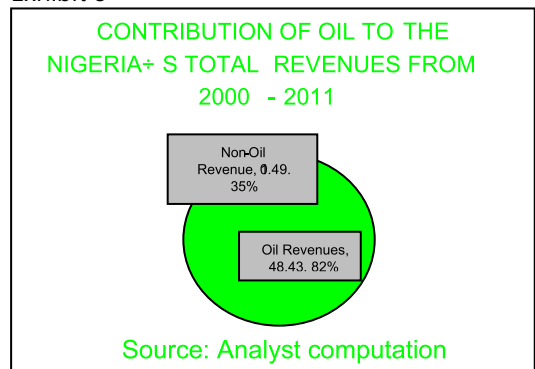 CONTRIBUTION OF OIL TO THE
NIGERIA÷ S TOTAL REVENUES FROM
2000 - 2011
Non-Oil
Revenue, .49.
35%
Oil Revenues,
48.43. 82%
Source: Analyst computation